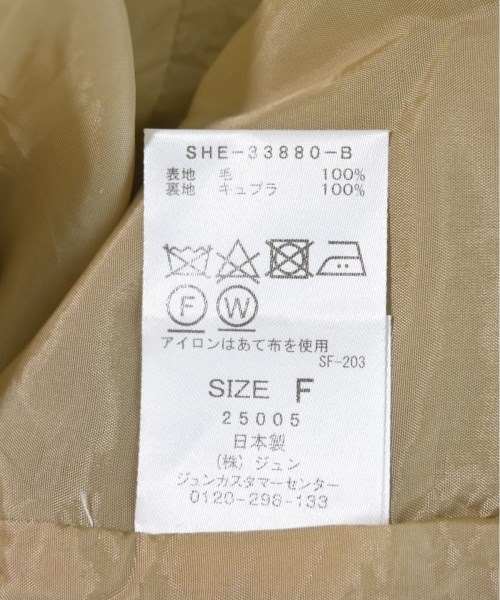 SHE-33880-B
表地 毛 100%
裏地 キュプラ 100%
F W
アイロンはあて布を使用
SF-203
SIZE F
25005
日本製
(株) ジュン
ジュンカスタマーセンター
0120-298-133